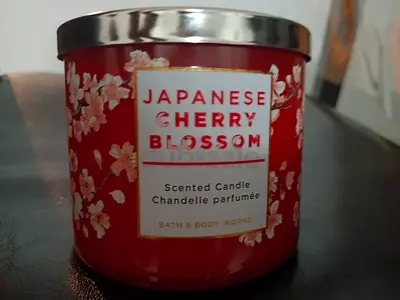 JAPANESE
CHERRY
BLOSSOM
Scented Candle
Chandelle parfumée
BATH & BODY WORKS